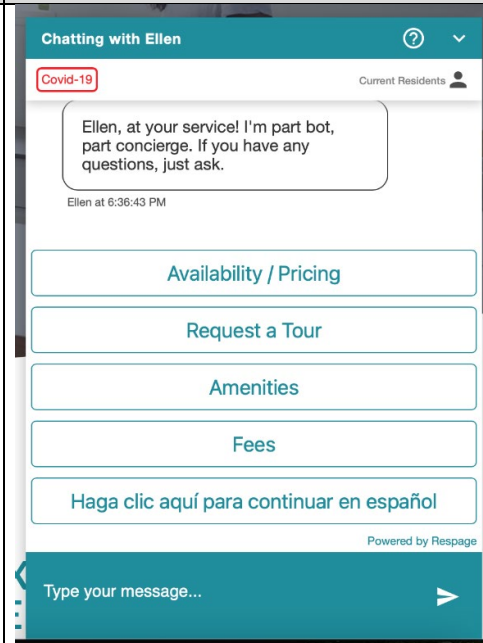 Chatting with Ellen
Covid-19
Current Residents
Ellen, at your service! I'm part bot,
part concierge. If you have any
questions, just ask.
Ellen at 6:36:43 PM
Availability / Pricing
Request a Tour
Amenities
Fees
Haga clic aquí para continuar en español
Powered by Respage
Type your message...